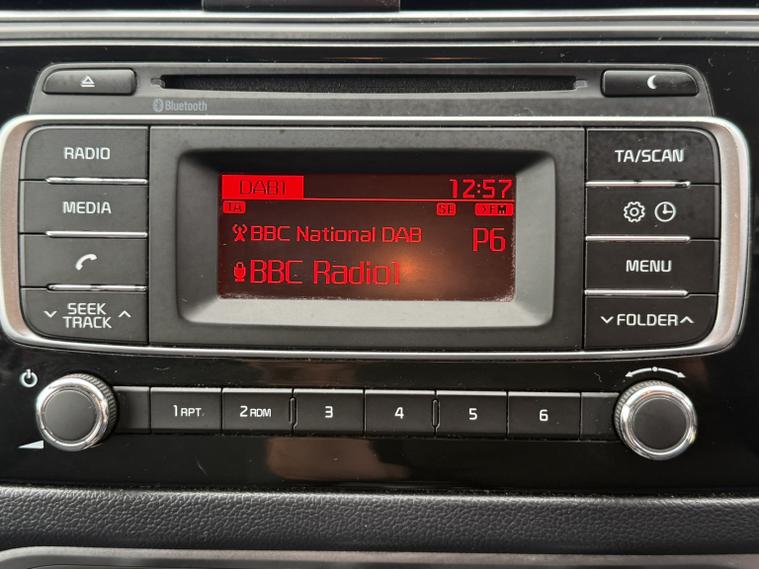 Bluetooth
RADIO
MEDIA
SEEK
TRACK
DAB1 12:57
TA SF >FM
BBC National DAB P6
BBC Radio1
TA/SCAN
MENU
FOLDER
1 RPT 2 RDM 3 4 5 6